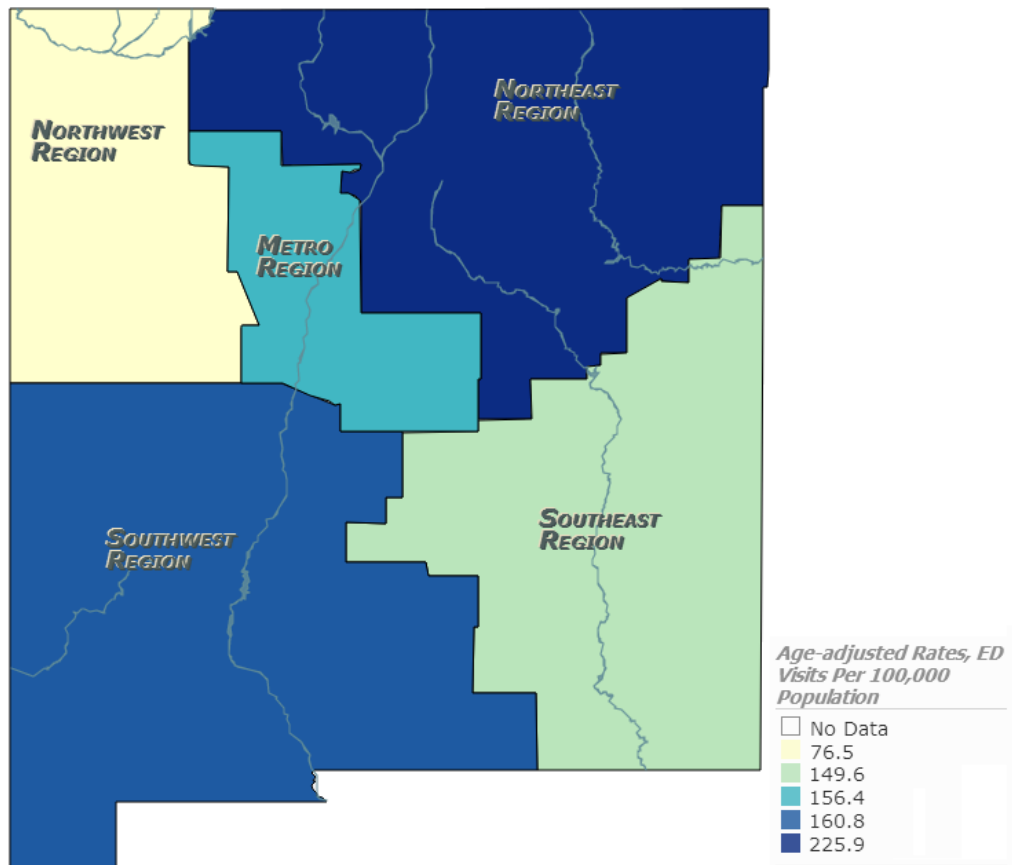 NORTHEAST
REGION
NORTHWEST
REGION
METRO
REGION
SOUTHEAST
REGION
SOUTHWEST
REGION
Age-adjusted Rates, ED
Visits Per 100,000
Population
No Data
76.5
149.6
156.4
160.8
225.9